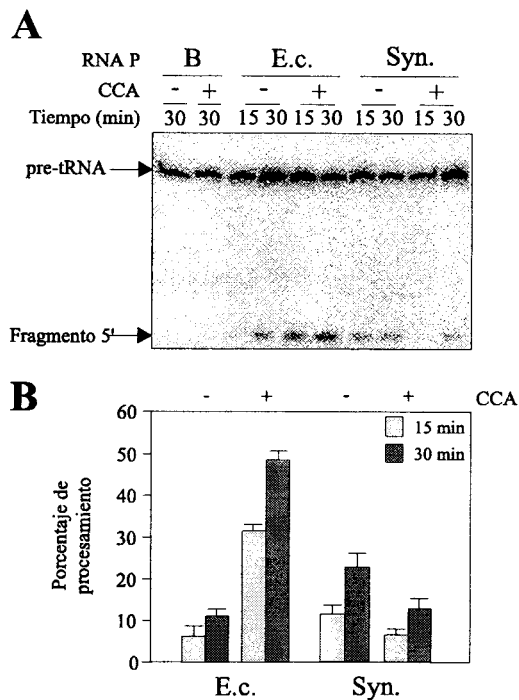 A
RNA P B E.c. Syn.
CCA - + - + - +
Tiempo (min) 30 30 15 30 15 30 15 30 15 30
pre-tRNA
Fragmento 5'
B
- + - + CCA
60
50
40
30
20
10
0
Porcentaje de
procesamiento
15 min
30 min
E.c. Syn.